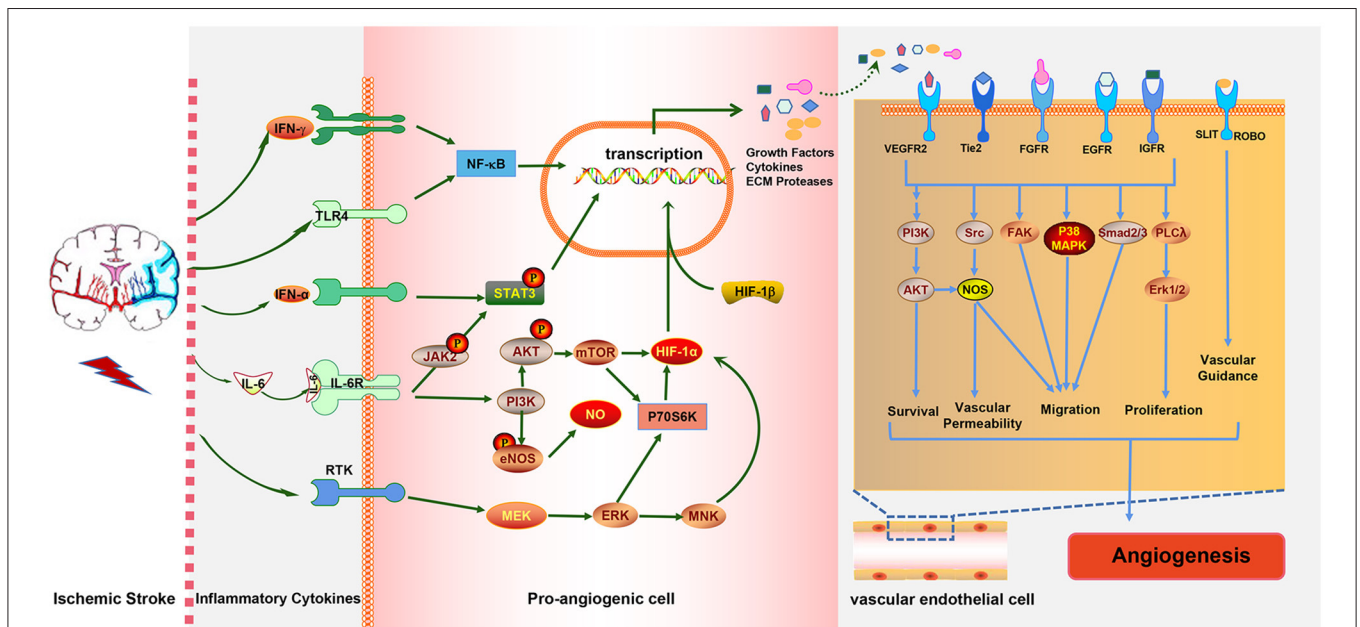 IFN-γ
TLR4
IFN-α
IL-6
IL-6
IL-6R
RTK
NF-κB
transcription
P
STAT3
HIF-1β
P
JAK2
P
AKT
mTOR
HIF-1α
PI3K
NO
P70S6K
P
eNOS
MEK
ERK
MNK
Growth Factors
Cytokines
ECM Proteases
VEGFR2
Tie2
FGFR
EGFR
IGFR
SLIT
ROBO
PI3K
Src
FAK
P38
MAPK
Smad2/3
PLCλ
AKT
NOS
Erk1/2
Vascular
Guidance
Survival
Vascular
Permeability
Migration
Proliferation
Angiogenesis
Ischemic Stroke
Inflammatory Cytokines
Pro-angiogenic cell
vascular endothelial cell